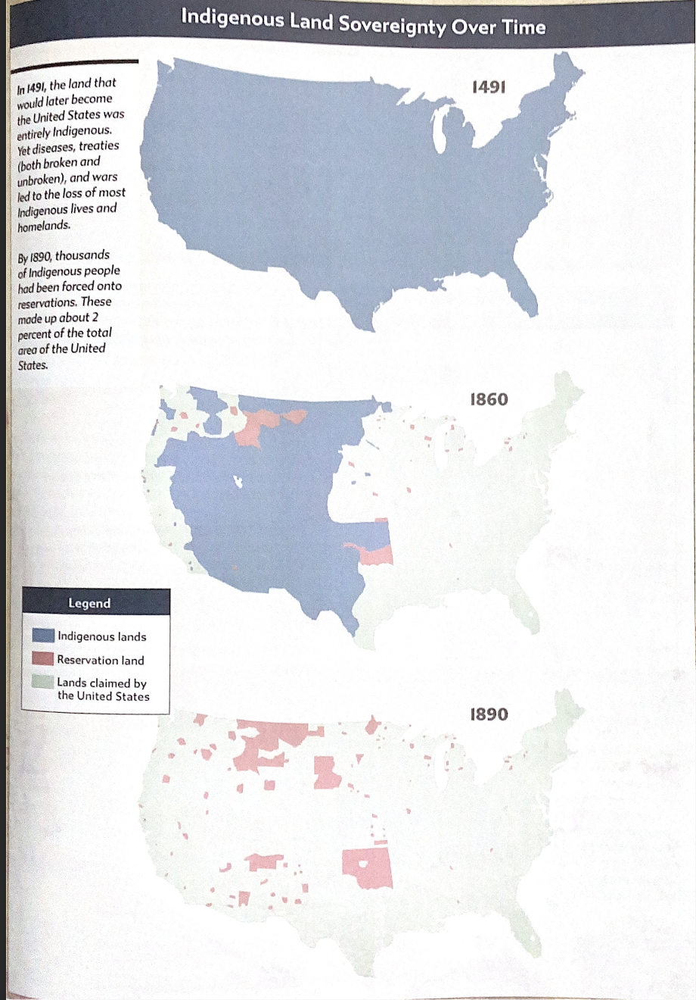 Indigenous Land Sovereignty Over Time
In 1491, the land that
would later become
the United States was
entirely Indigenous.
Yet diseases, treaties
(both broken and
unbroken), and wars
led to the loss of most
Indigenous lives and
homelands.
By 1890, thousands
of Indigenous people
had been forced onto
reservations. These
made up about 2
percent of the total
area of the United
States.
1491
1860
Legend
Indigenous lands
Reservation land
Lands claimed by
the United States
1890